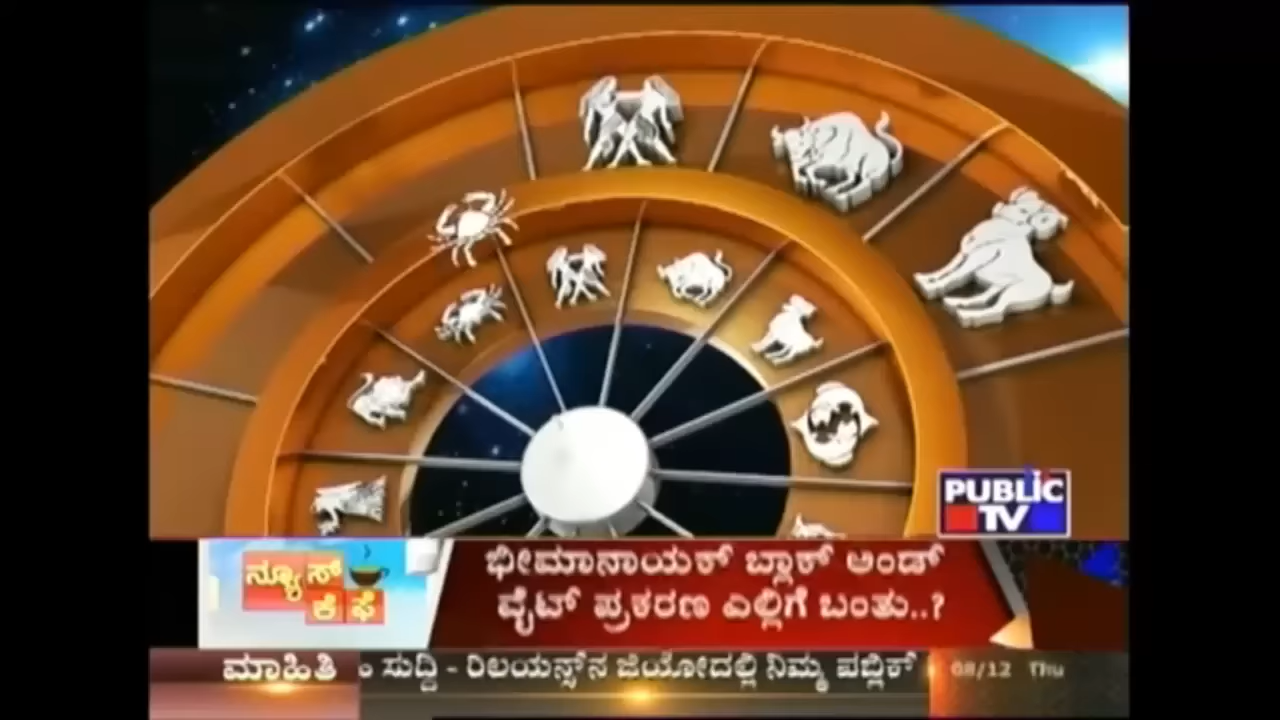 PUBLiC
TV
ನ್ಯೂಸ್
ಕೆಫೆ
ಭೀಮಾನಾಯಕ್ ಬ್ಲಾಕ್ ಅಂಡ್
ವೈಟ್ ಪ್ರಕರಣ ಎಲ್ಲಿಗೆ ಬಂತು..?
ಮಾಹಿತಿ ಸುದ್ದಿ - ರಿಲಯನ್ಸ್‌ನ ಜಿಯೋದಲ್ಲಿ ನಿಮ್ಮ ಪಬ್ಲಿಕ್ 08/12 Thu